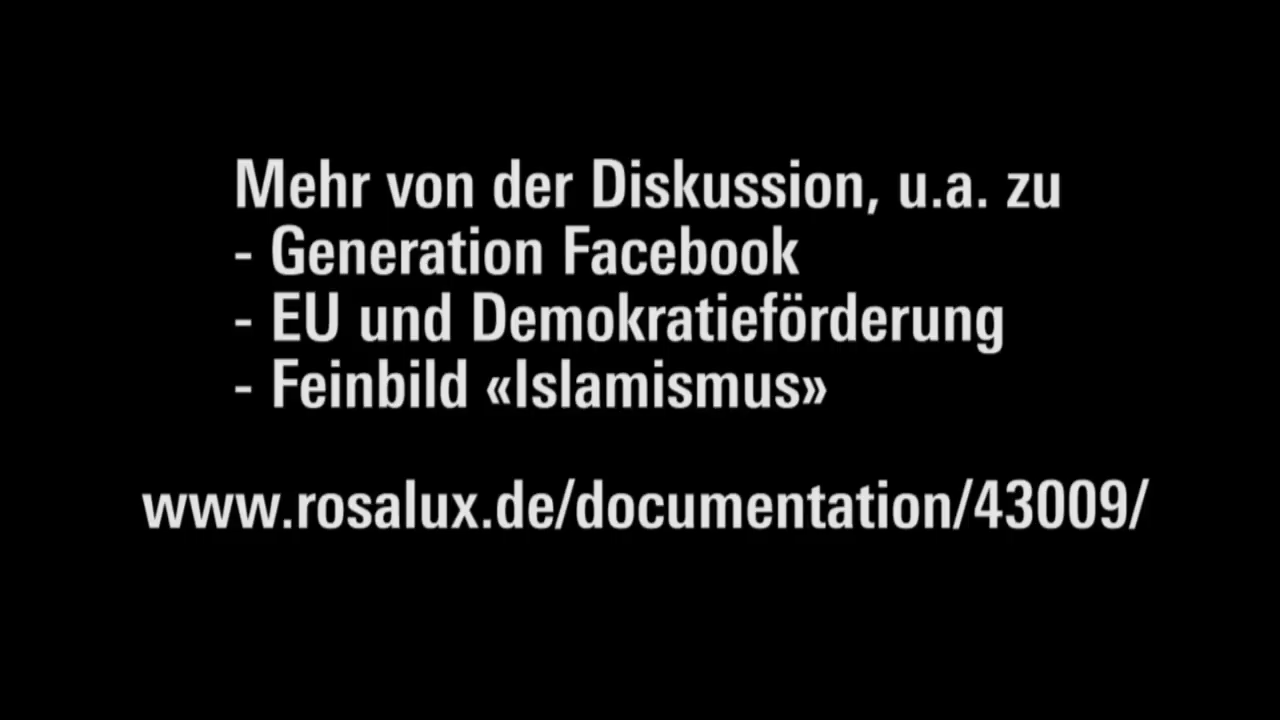 Mehr von der Diskussion, u.a. zu
- Generation Facebook
- EU und Demokratieförderung
- Feinbild «Islamismus»
www.rosalux.de/documentation/43009/